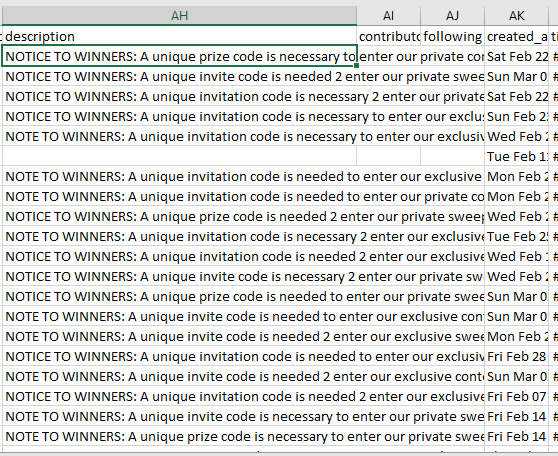 AH AI AJ AK
description contributo following created_a ti
NOTICE TO WINNERS: A unique prize code is necessary to enter our private con Sat Feb 22 #
NOTICE TO WINNERS: A unique invite code is needed 2 enter our private swee Sun Mar 0 #
NOTICE TO WINNERS: A unique invitation code is necessary 2 enter our private Sat Feb 22 #
NOTICE TO WINNERS: A unique invitation code is necessary to enter our exclus Sun Feb 2 #
NOTE TO WINNERS: A unique invitation code is necessary to enter our exclusiv Wed Feb 2 #
Tue Feb 1 #
NOTE TO WINNERS: A unique invitation code is needed to enter our exclusive Mon Feb 2 #
NOTE TO WINNERS: A unique invitation code is needed to enter our private co Mon Feb 2 #
NOTICE TO WINNERS: A unique prize code is needed 2 enter our private sweep Wed Feb 2 #
NOTE TO WINNERS: A unique invitation code is necessary 2 enter our exclusive Tue Feb 25 #
NOTICE TO WINNERS: A unique invitation code is needed 2 enter our exclusive Wed Feb 1 #
NOTE TO WINNERS: A unique invite code is necessary 2 enter our private sw Wed Feb 2 #
NOTICE TO WINNERS: A unique prize code is needed to enter our private swee Sun Mar 0 #
NOTE TO WINNERS: A unique invitation code is needed to enter our exclusive con Sun Mar 0 #
NOTE TO WINNERS: A unique invite code is needed 2 enter our exclusive swee Mon Feb 2 #
NOTICE TO WINNERS: A unique invitation code is needed to enter our exclusiv Fri Feb 28 #
NOTE TO WINNERS: A unique invite code is needed 2 enter our exclusive conte Sun Mar 0 #
NOTICE TO WINNERS: A unique invitation code is needed 2 enter our exclusive Fri Feb 07 #
NOTE TO WINNERS: A unique invite code is necessary to enter our private swe Fri Feb 14 #
NOTE TO WINNERS: A unique prize code is necessary to enter our private swee Fri Feb 14 #